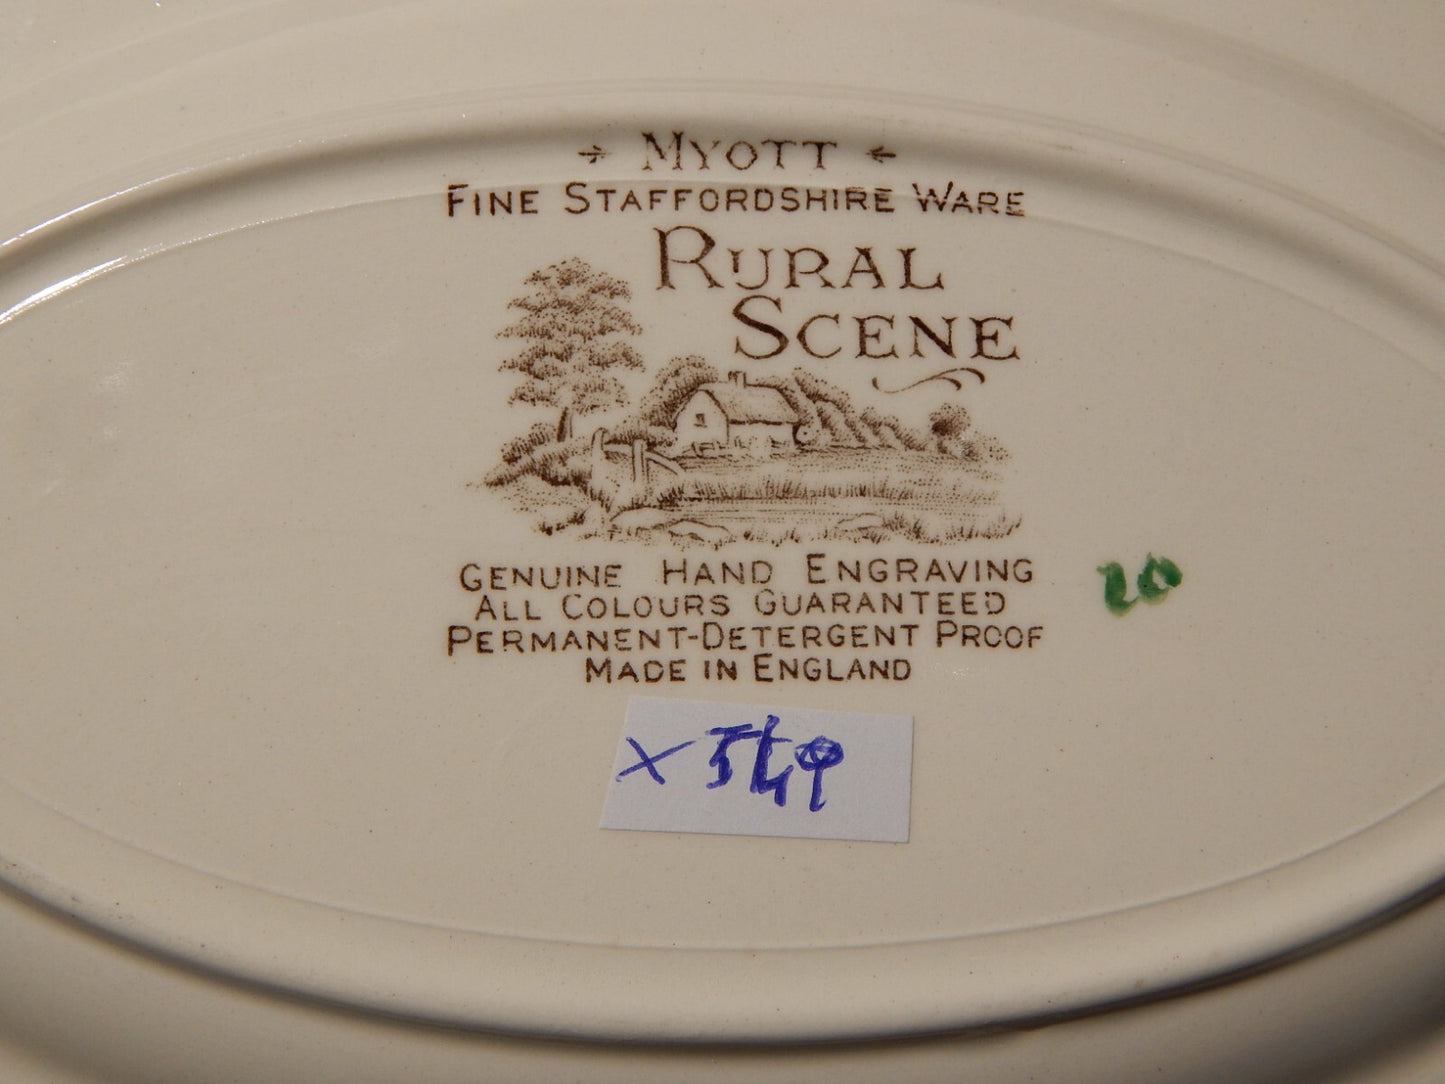 MYOTT
FINE STAFFORDSHIRE WARE
RURAL
SCENE
GENUINE HAND ENGRAVING
ALL COLOURS GUARANTEED
PERMANENT-DETERGENT PROOF
MADE IN ENGLAND
20
X549